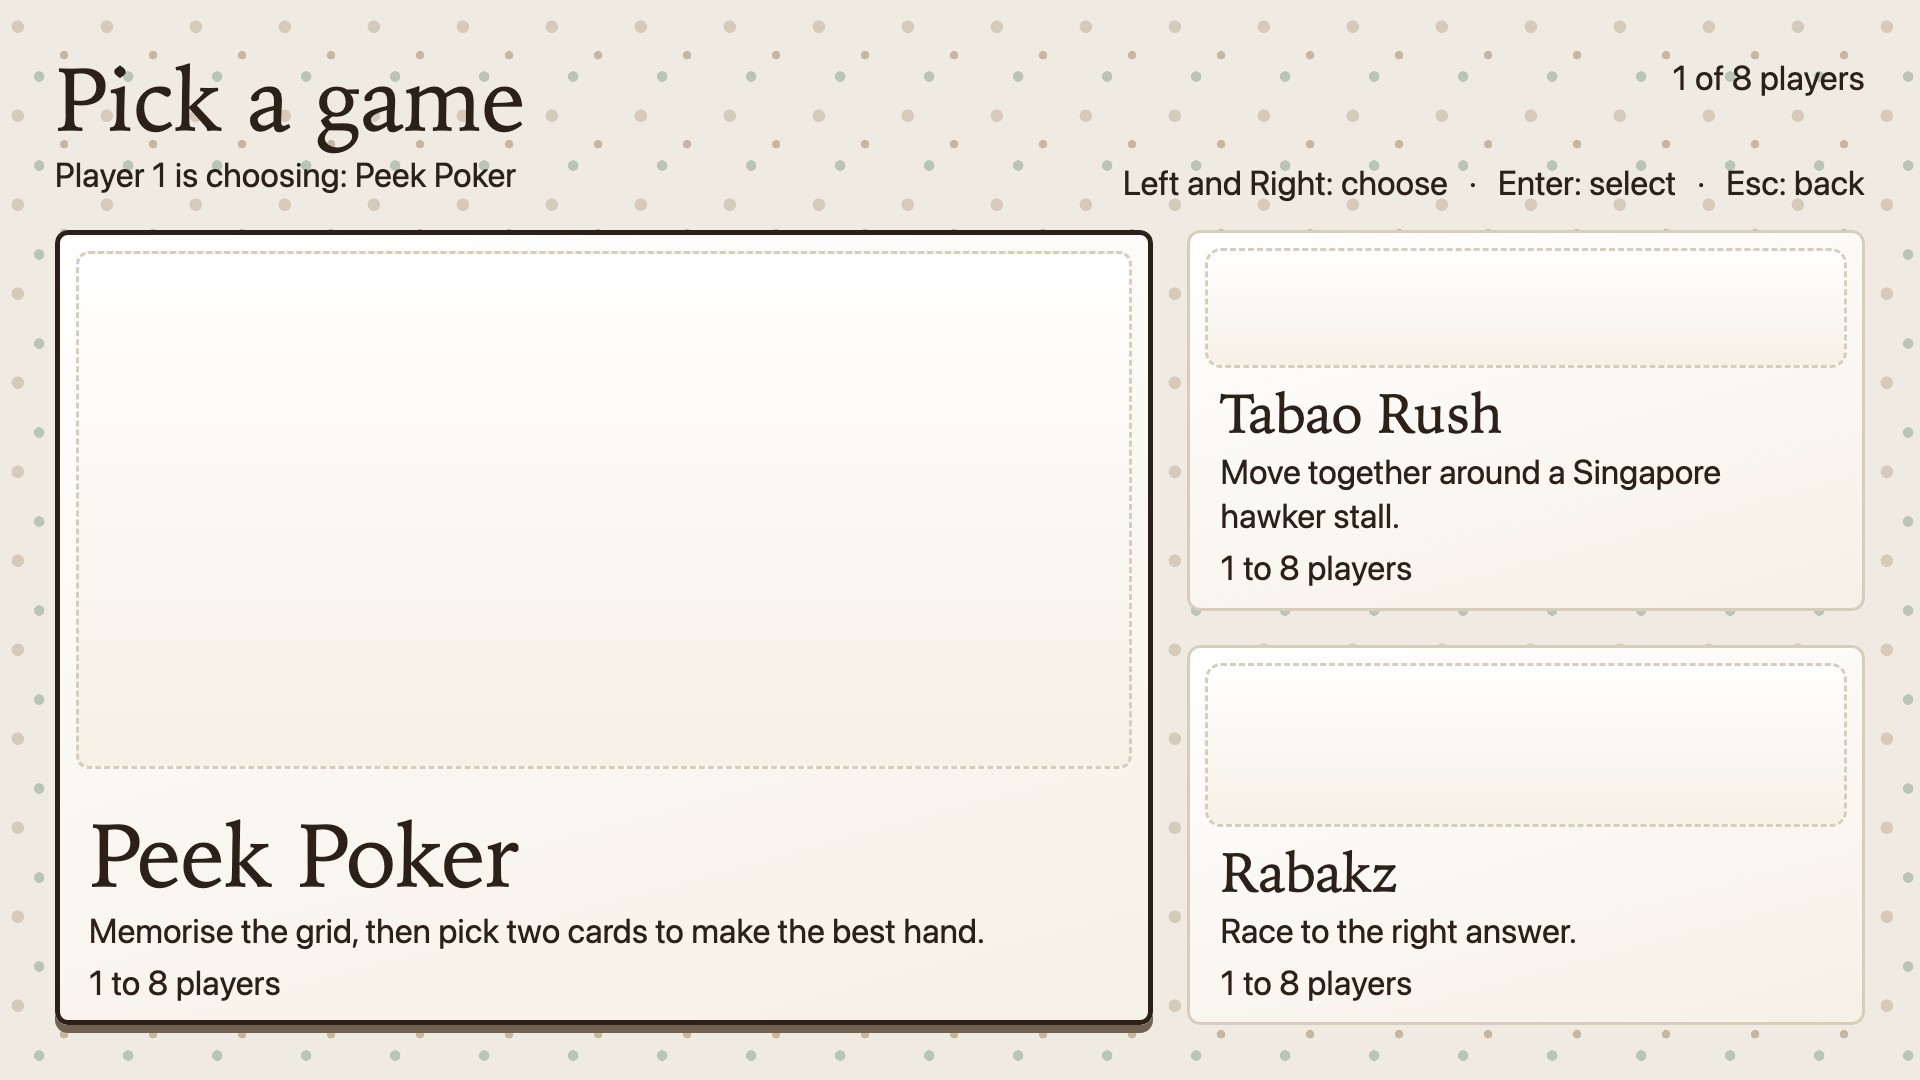 Pick a game
1 of 8 players
Player 1 is choosing: Peek Poker
Left and Right: choose · Enter: select · Esc: back
Peek Poker
Memorise the grid, then pick two cards to make the best hand.
1 to 8 players
Tabao Rush
Move together around a Singapore
hawker stall.
1 to 8 players
Rabakz
Race to the right answer.
1 to 8 players